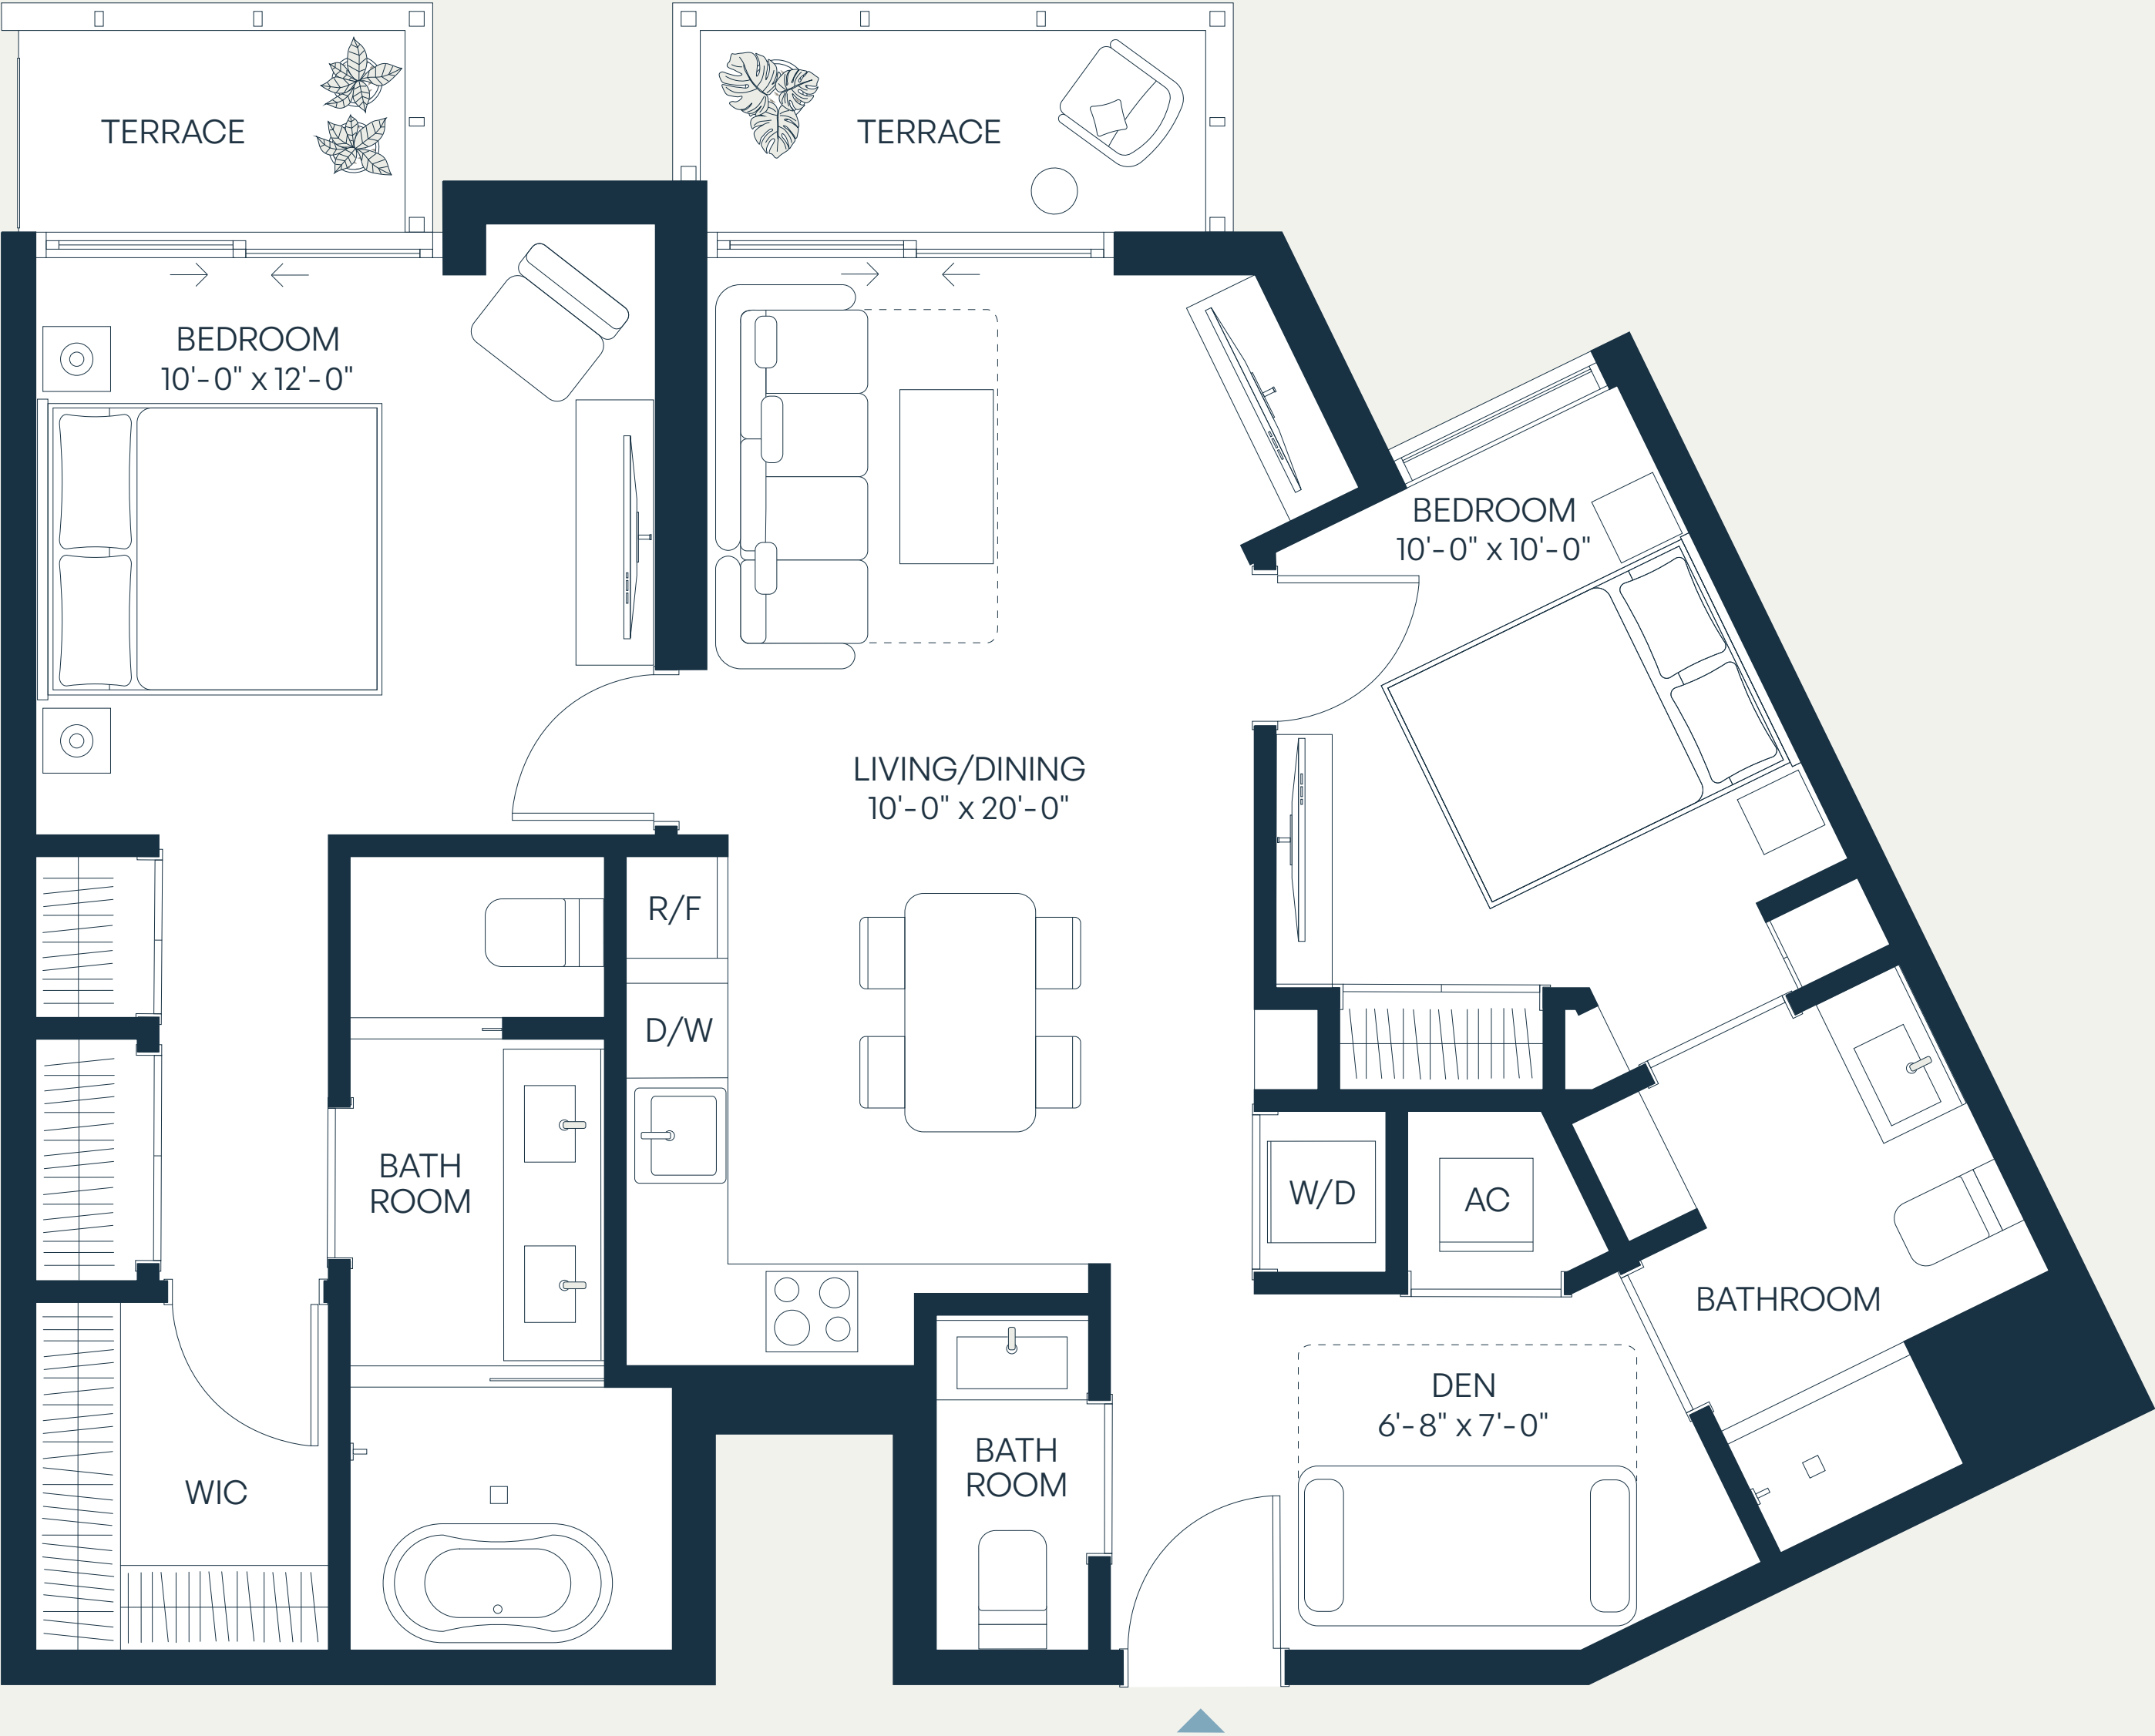 TERRACE
TERRACE
BEDROOM
10'-0" x 12'-0"
BEDROOM
10'-0" x 10'-0"
LIVING/DINING
10'-0" x 20'-0"
R/F
D/W
BATH
ROOM
W/D
AC
BATHROOM
DEN
6'-8" x 7'-0"
BATH
ROOM
WIC